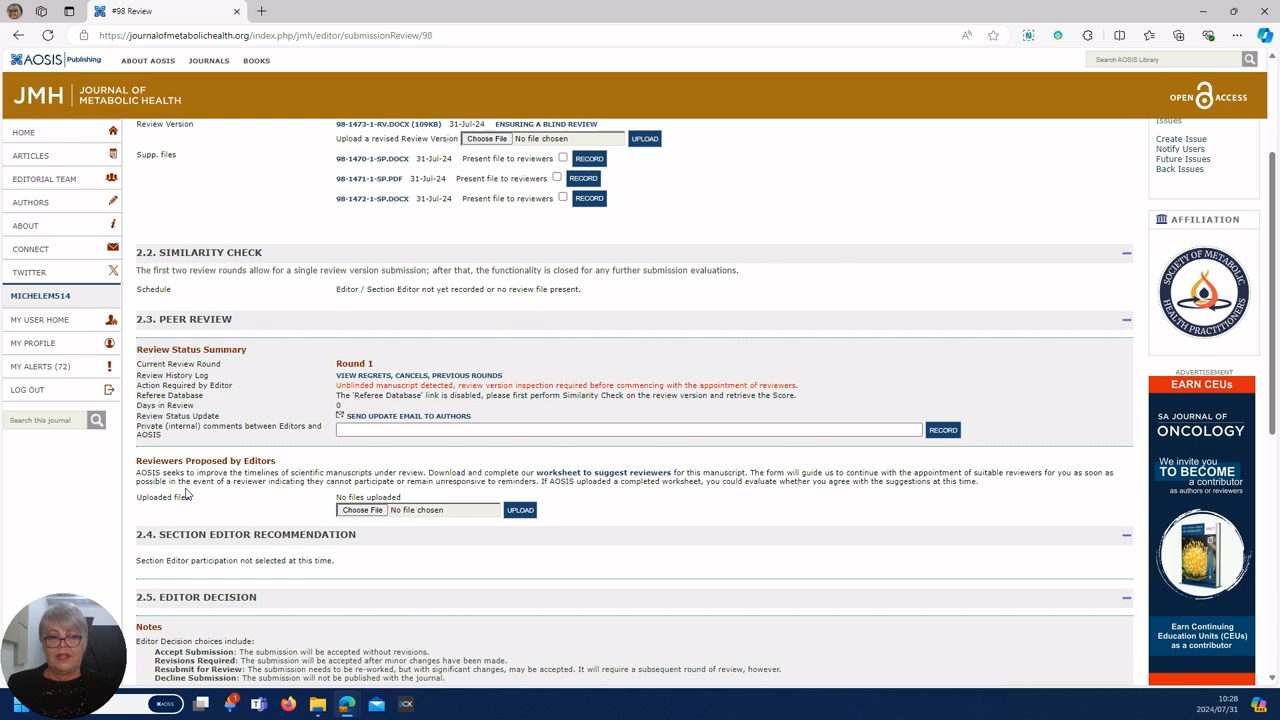 #98 Review
https://journalofmetabolichealth.org/index.php/jmh/editor/submissionReview/98
AOSIS Publishing
ABOUT AOSIS
JOURNALS
BOOKS
Search AOSIS Library
JMH
JOURNAL OF
METABOLIC HEALTH
OPEN ACCESS
HOME
ARTICLES
EDITORIAL TEAM
AUTHORS
ABOUT
CONNECT
TWITTER
MICHELEM514
MY USER HOME
MY PROFILE
MY ALERTS (72)
LOG OUT
Search this journal
Review Version 98-1473-1-RV.DOCX (109KB) 31-Jul-24 ENSURING A BLIND REVIEW
Upload a revised Review Version Choose File No file chosen UPLOAD
Supp. files 98-1470-1-SP.DOCX 31-Jul-24 Present file to reviewers RECORD
98-1471-1-SP.PDF 31-Jul-24 Present file to reviewers RECORD
98-1472-1-SP.DOCX 31-Jul-24 Present file to reviewers RECORD
2.2. SIMILARITY CHECK
The first two review rounds allow for a single review version submission; after that, the functionality is closed for any further submission evaluations.
Schedule Editor / Section Editor not yet recorded or no review file present.
2.3. PEER REVIEW
Review Status Summary
Current Review Round Round 1
Review History Log VIEW REGRETS, CANCELS, PREVIOUS ROUNDS
Action Required by Editor Unblinded manuscript detected, review version inspection required before commencing with the appointment of reviewers.
Referee Database The 'Referee Database' link is disabled, please first perform Similarity Check on the review version and retrieve the Score.
Days in Review 0
Review Status Update SEND UPDATE EMAIL TO AUTHORS
Private (internal) comments between Editors and
AOSIS
RECORD
Reviewers Proposed by Editors
AOSIS seeks to improve the timelines of scientific manuscripts under review. Download and complete our worksheet to suggest reviewers for this manuscript. The form will guide us to continue with the appointment of suitable reviewers for you as soon as
possible in the event of a reviewer indicating they cannot participate or remain unresponsive to reminders. If AOSIS uploaded a completed worksheet, you could evaluate whether you agree with the suggestions at this time.
Uploaded files No files uploaded
Choose File No file chosen UPLOAD
2.4. SECTION EDITOR RECOMMENDATION
Section Editor participation not selected at this time.
2.5. EDITOR DECISION
Notes
Editor Decision choices include:
Accept Submission: The submission will be accepted without revisions.
Revisions Required: The submission will be accepted after minor changes have been made.
Resubmit for Review: The submission needs to be re-worked, but with significant changes, may be accepted. It will require a subsequent round of review, however.
Decline Submission: The submission will not be published with the journal.
Issues
Create Issue
Notify Users
Future Issues
Back Issues
AFFILIATION
SOCIETY OF METABOLIC
HEALTH PRACTITIONERS
ADVERTISEMENT
EARN CEUs
SA JOURNAL OF
ONCOLOGY
We invite you
TO BECOME
a contributor
as authors or reviewers
Earn Continuing
Education Units (CEUs)
as a contributor
AOSIS
10:28
2024/07/31